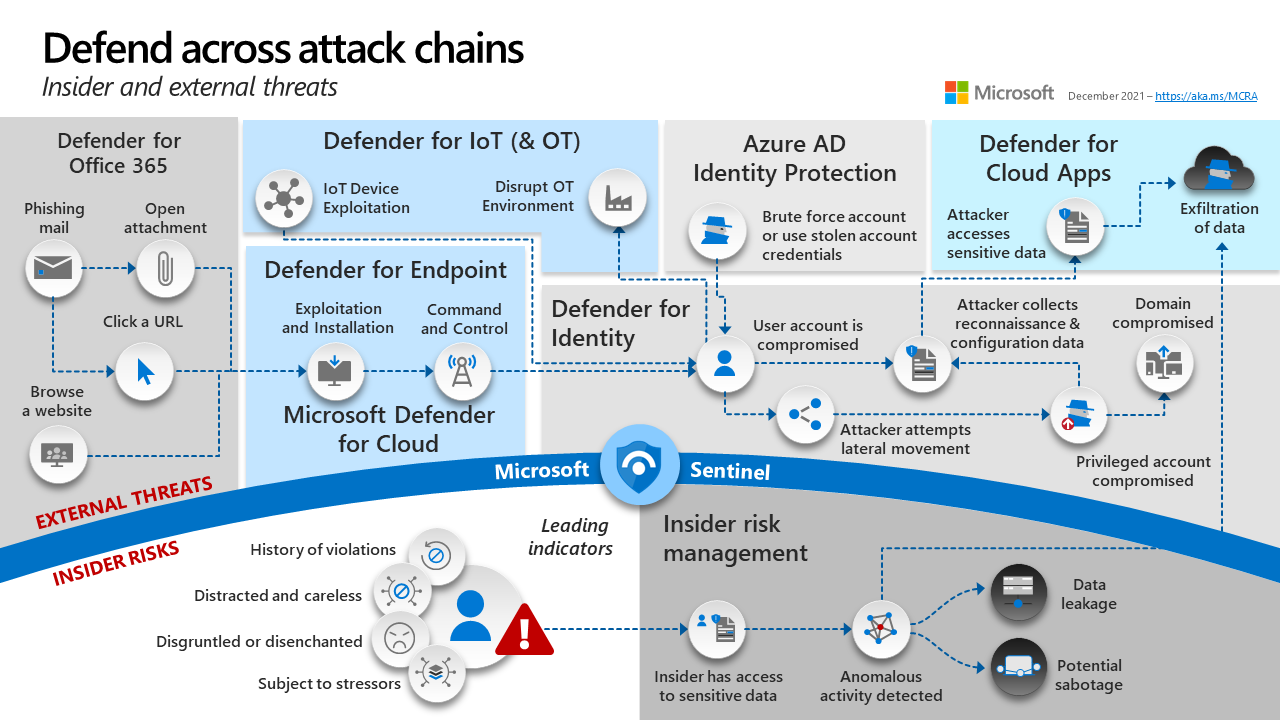 Defend across attack chains
Insider and external threats
Microsoft
December 2021 – https://aka.ms/MCRA
Defender for
Office 365
Phishing
mail
Open
attachment
Click a URL
Browse
a website
Defender for IoT (& OT)
IoT Device
Exploitation
Disrupt OT
Environment
Defender for Endpoint
Exploitation
and Installation
Command
and Control
Microsoft Defender
for Cloud
Azure AD
Identity Protection
Brute force account
or use stolen account
credentials
Defender for
Cloud Apps
Attacker
accesses
sensitive data
Exfiltration
of data
Defender for
Identity
User account is
compromised
Attacker collects
reconnaissance &
configuration data
Domain
compromised
Attacker attempts
lateral movement
Privileged account
compromised
Microsoft
Sentinel
EXTERNAL THREATS
INSIDER RISKS
Leading
indicators
History of violations
Distracted and careless
Disgruntled or disenchanted
Subject to stressors
Insider risk
management
Insider has access
to sensitive data
Anomalous
activity detected
Data
leakage
Potential
sabotage